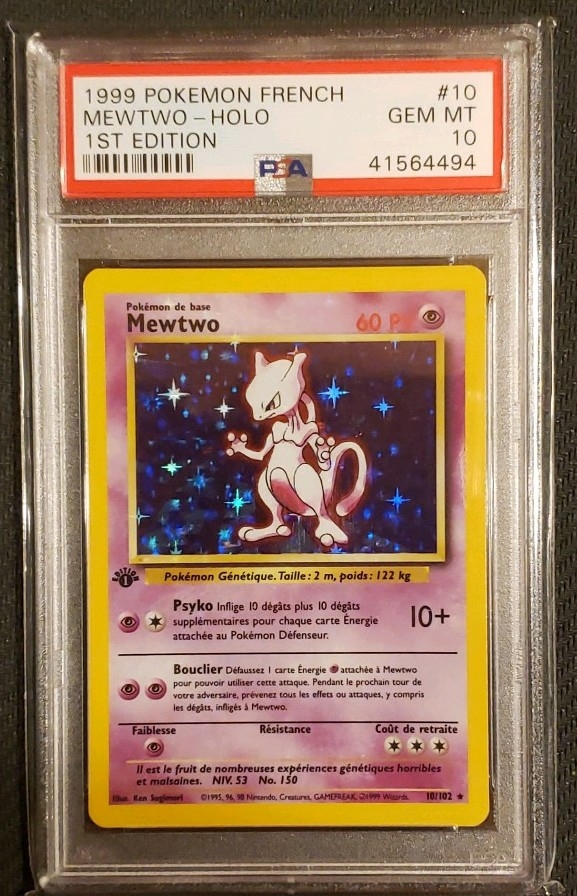 1999 POKEMON FRENCH #10
MEWTWO – HOLO GEM MT
1ST EDITION 10
PSA 41564494
Pokémon de base
Mewtwo 60 P
EDITION
1
Pokémon Génétique. Taille : 2 m, poids : 122 kg
Psyko Inflige 10 dégâts plus 10 dégâts
supplémentaires pour chaque carte Énergie 10+
attachée au Pokémon Défenseur.
Bouclier Défaussez 1 carte Énergie attachée à Mewtwo
pour pouvoir utiliser cette attaque. Pendant le prochain tour de
votre adversaire, prévenez tous les effets ou attaques, y compris
les dégâts, infligés à Mewtwo.
Faiblesse Résistance Coût de retraite
Il est le fruit de nombreuses expériences génétiques horribles
et malsaines. NIV. 53 No. 150
Illus. Ken Sugimori ©1995, 96, 98 Nintendo, Creatures, GAMEFREAK. ©1999 Wizards. 10/102 ★